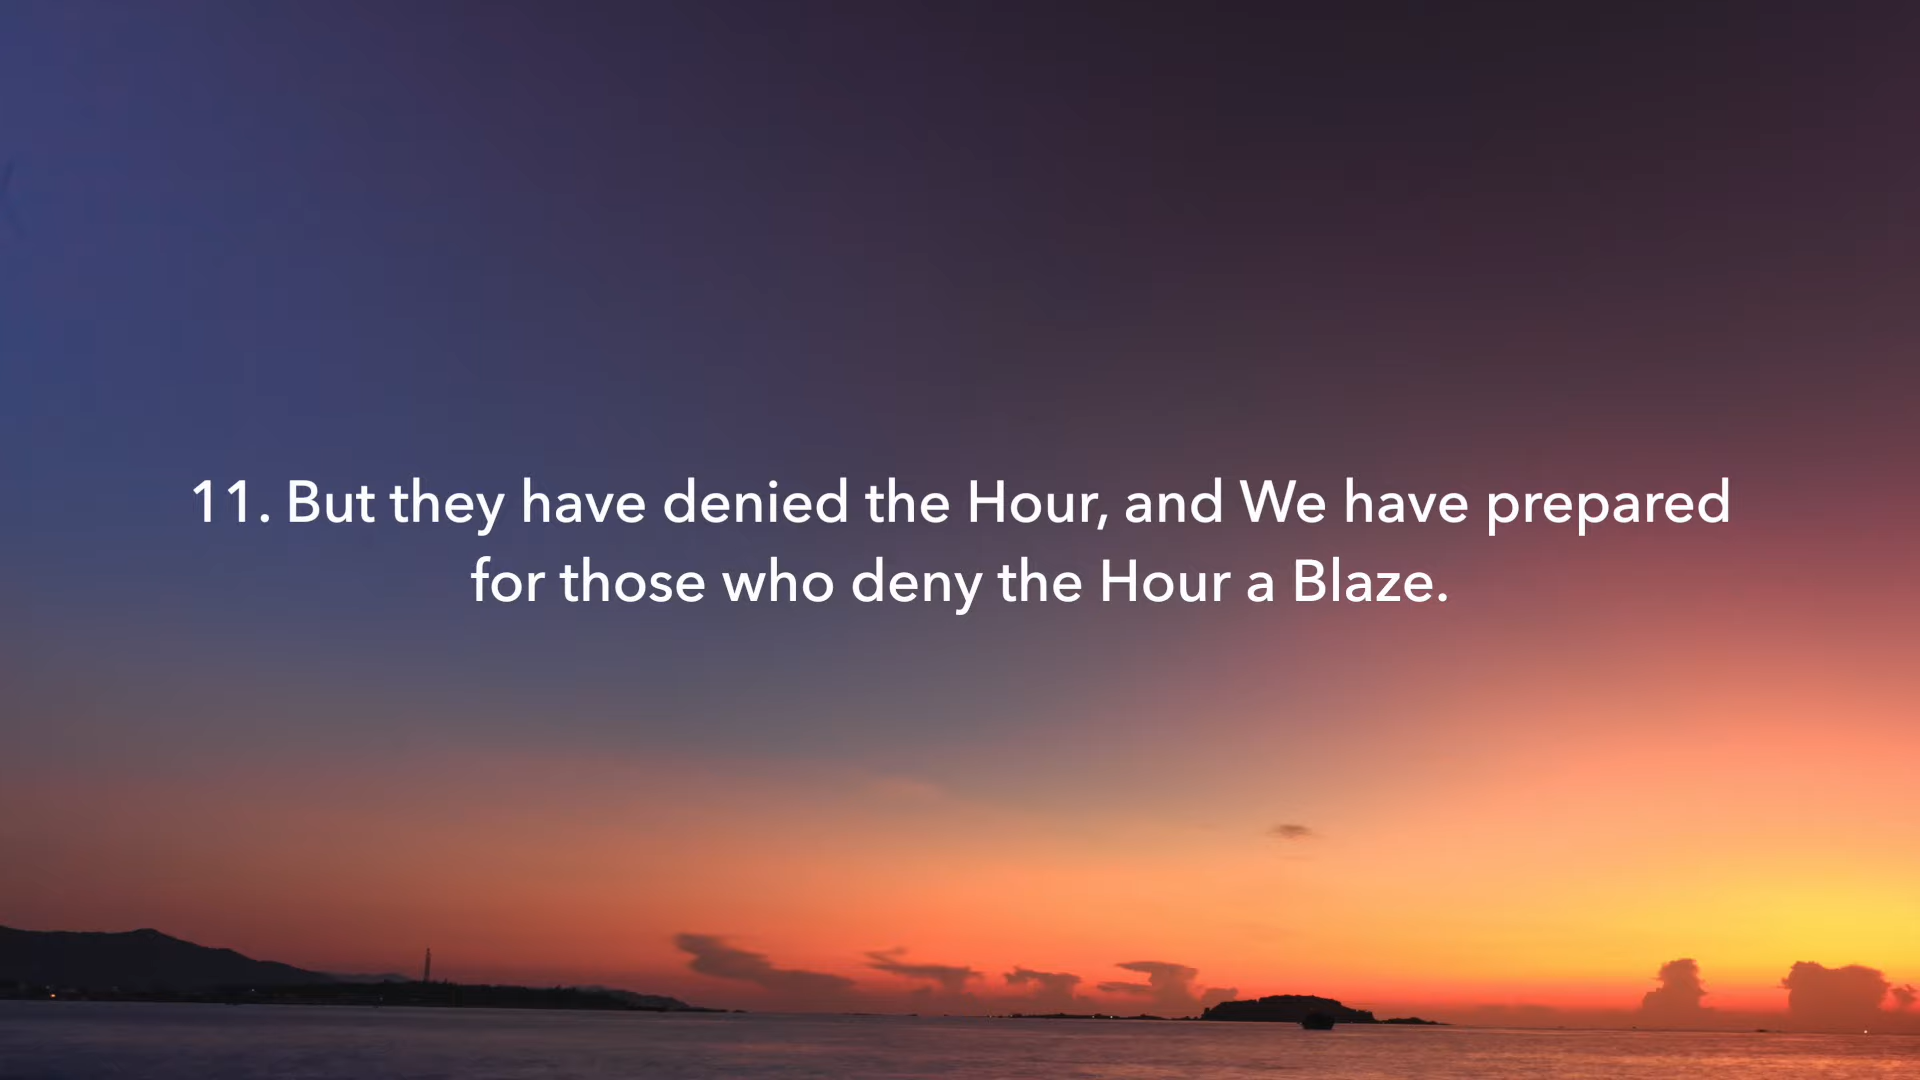 11. But they have denied the Hour, and We have prepared
for those who deny the Hour a Blaze.